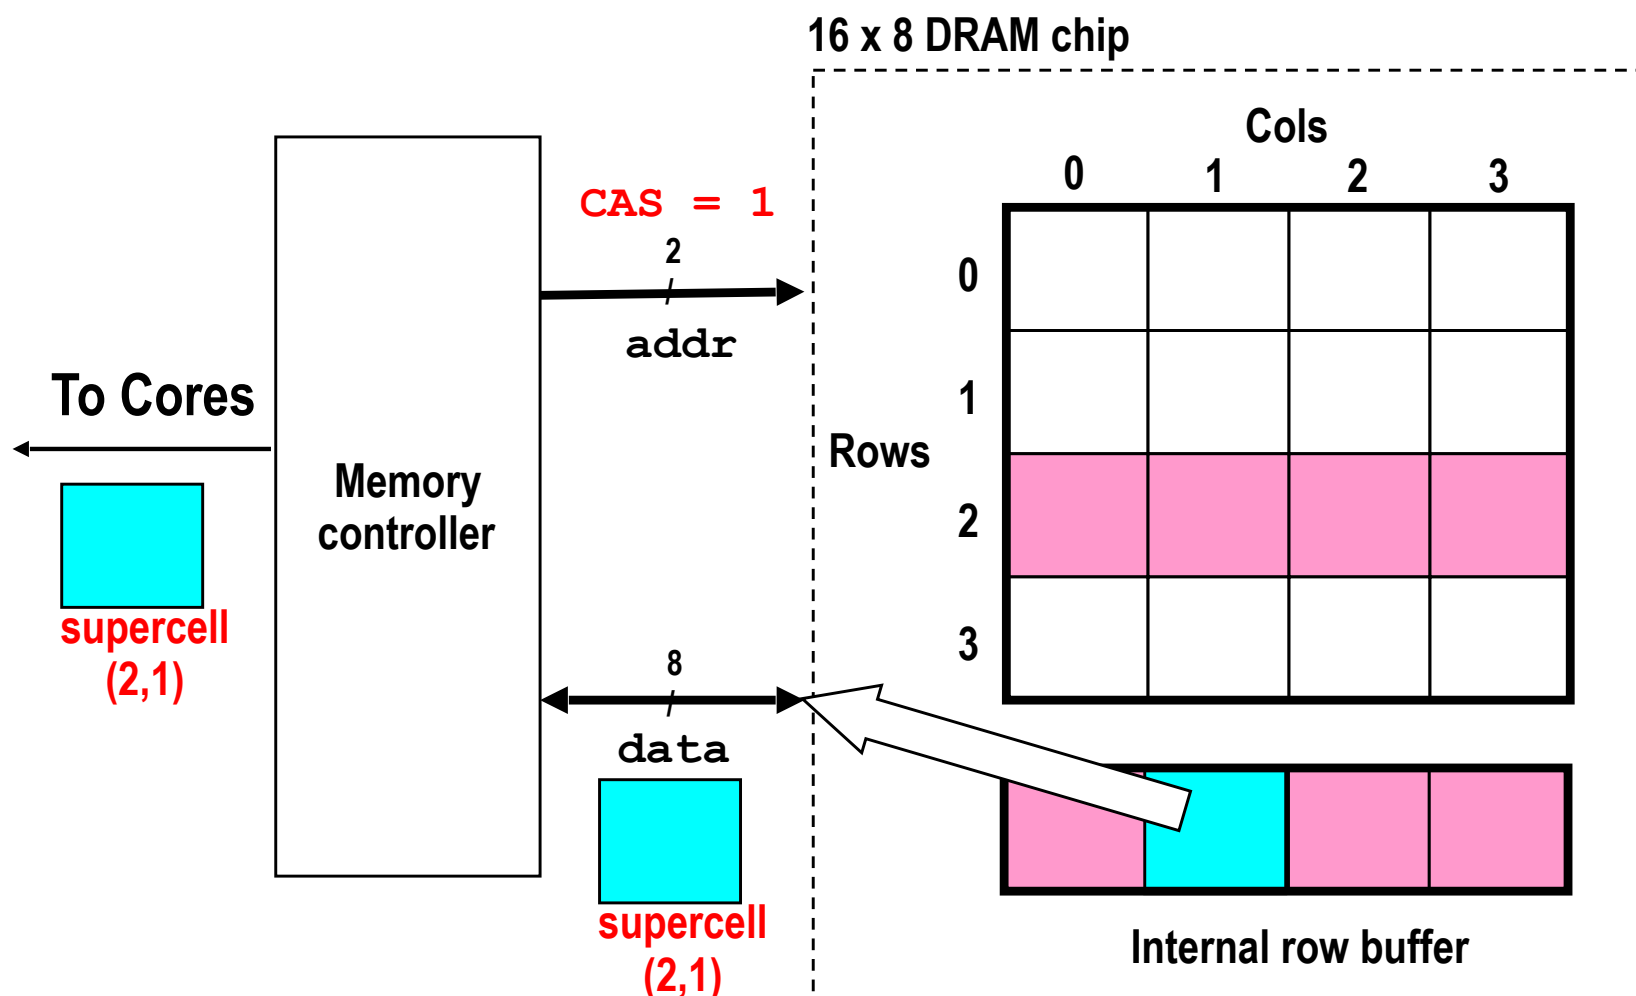 16 x 8 DRAM chip
Cols
0 1 2 3
CAS = 1
2
addr
0
To Cores
1
Rows
Memory
controller
2
supercell
(2,1)
3
8
data
supercell
(2,1)
Internal row buffer